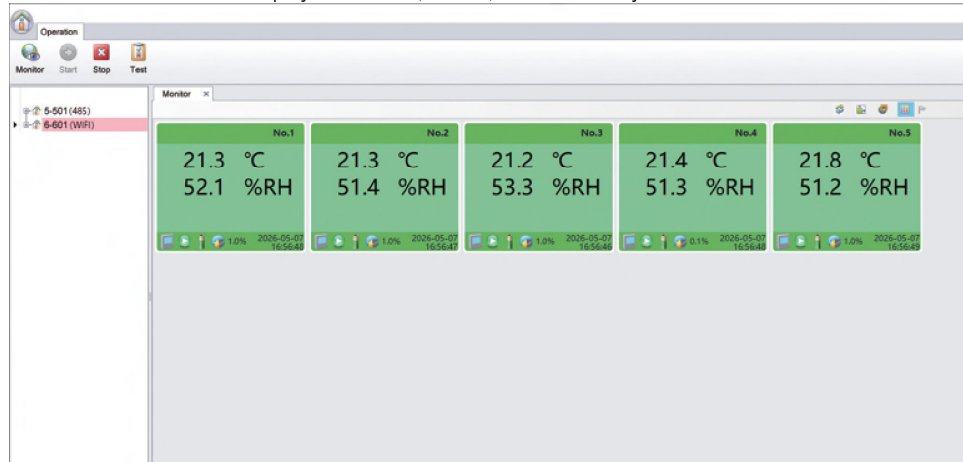 Operation
Monitor Start Stop Test
Monitor
5-501 (485)
6-601 (WIFI)
No.1
21.3 ℃
52.1 %RH
1.0% 2026-05-07
16:56:48
No.2
21.3 ℃
51.4 %RH
1.0% 2026-05-07
16:56:47
No.3
21.2 ℃
53.3 %RH
1.0% 2026-05-07
16:56:46
No.4
21.4 ℃
51.3 %RH
0.1% 2026-05-07
16:56:48
No.5
21.8 ℃
51.2 %RH
1.0% 2026-05-07
16:56:49